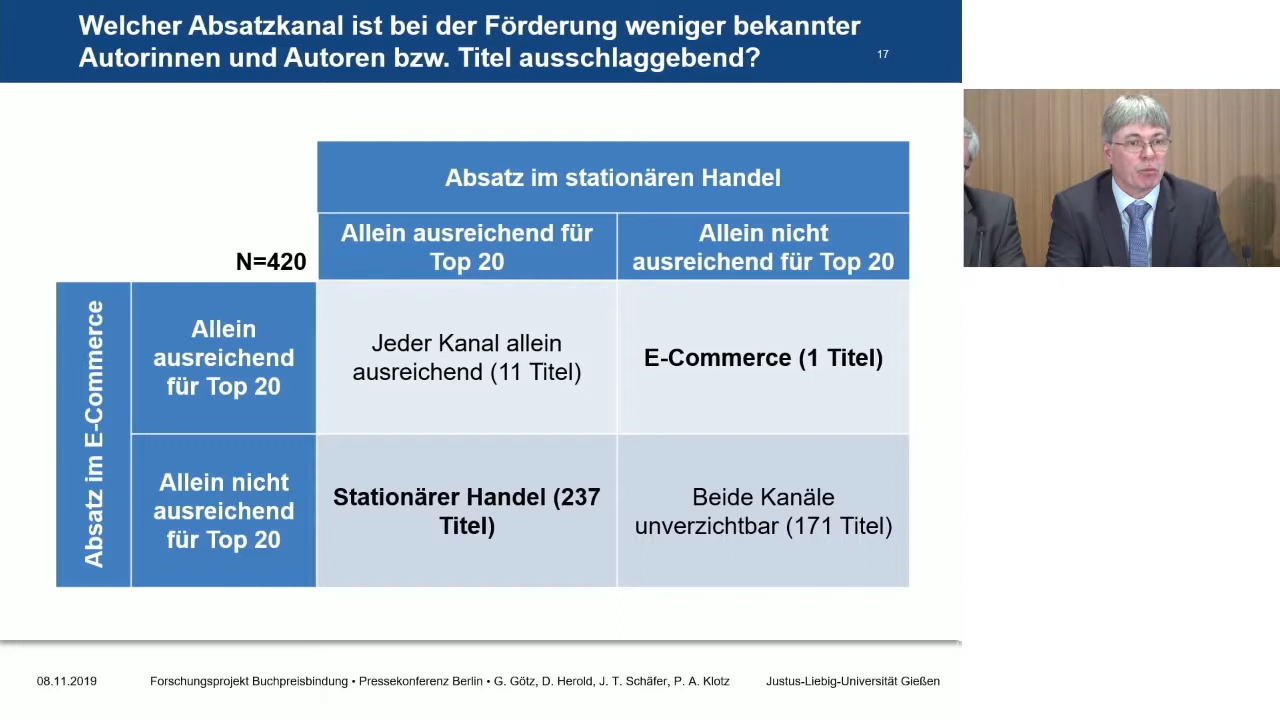 Welcher Absatzkanal ist bei der Förderung weniger bekannter
Autorinnen und Autoren bzw. Titel ausschlaggebend?
17
Absatz im stationären Handel
N=420
Allein ausreichend für
Top 20
Allein nicht
ausreichend für Top 20
Absatz im E-Commerce
Allein
ausreichend
für Top 20
Jeder Kanal allein
ausreichend (11 Titel)
E-Commerce (1 Titel)
Allein nicht
ausreichend
für Top 20
Stationärer Handel (237
Titel)
Beide Kanäle
unverzichtbar (171 Titel)
08.11.2019
Forschungsprojekt Buchpreisbindung • Pressekonferenz Berlin • G. Götz, D. Herold, J. T. Schäfer, P. A. Klotz
Justus-Liebig-Universität Gießen